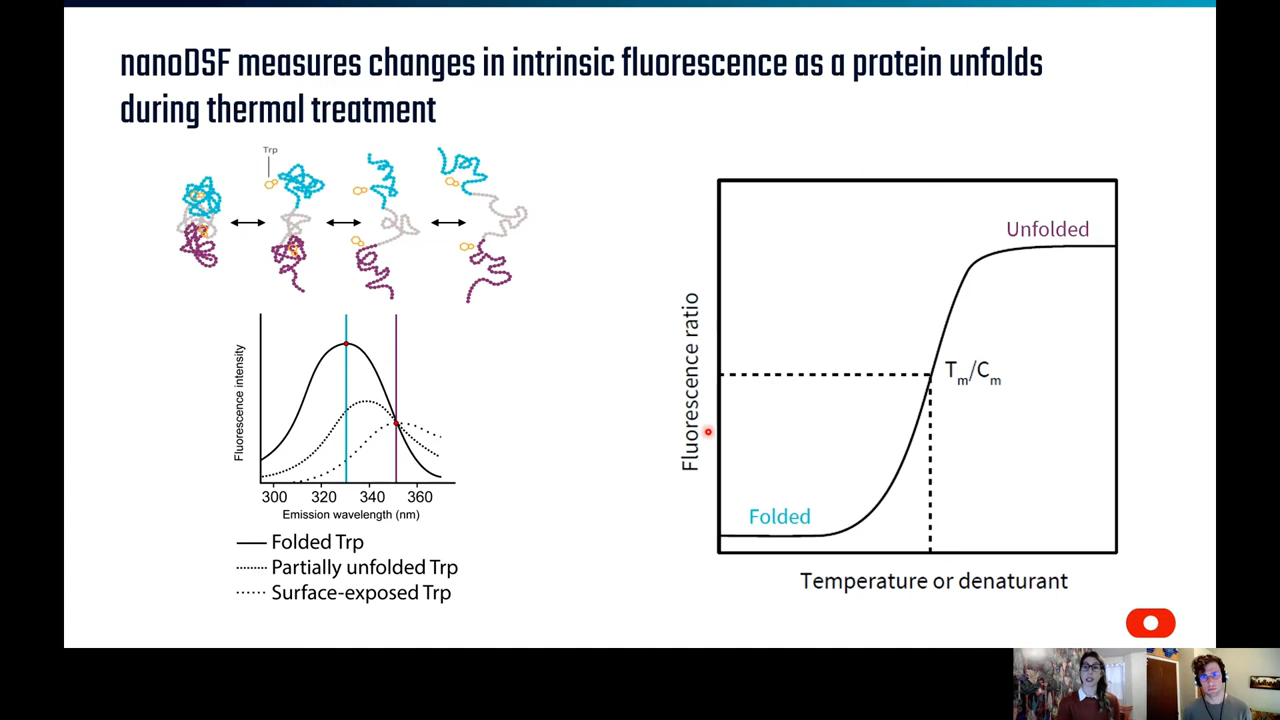 nanoDSF measures changes in intrinsic fluorescence as a protein unfolds
during thermal treatment
Trp
Fluorescence intensity
300 320 340 360
Emission wavelength (nm)
Folded Trp
Partially unfolded Trp
Surface-exposed Trp
Fluorescence ratio
Unfolded
Tm/Cm
Folded
Temperature or denaturant